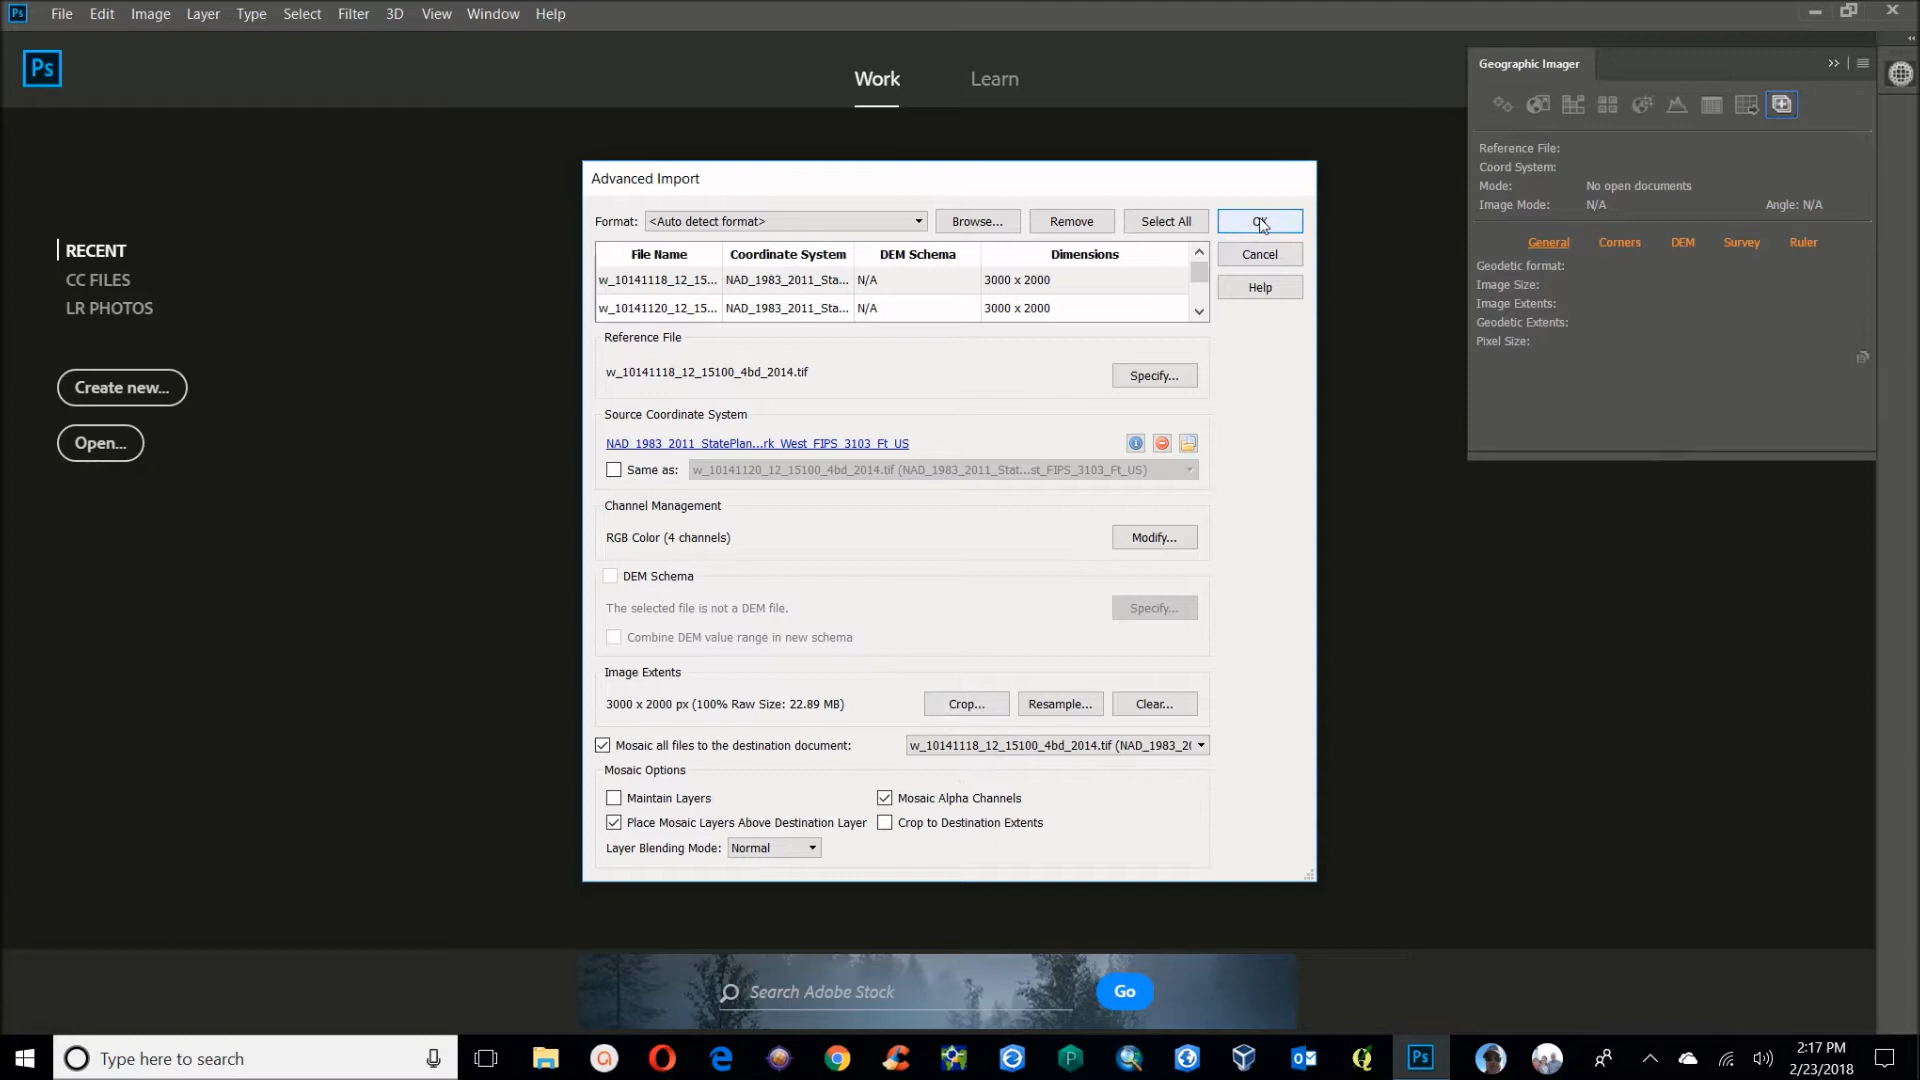 Ps File Edit Image Layer Type Select Filter 3D View Window Help
Ps
Work Learn
RECENT
CC FILES
LR PHOTOS
Create new...
Open...
Advanced Import
Format: <Auto detect format> Browse... Remove Select All OK
File Name Coordinate System DEM Schema Dimensions Cancel
w_10141118_12_15... NAD_1983_2011_Sta... N/A 3000 x 2000 Help
w_10141120_12_15... NAD_1983_2011_Sta... N/A 3000 x 2000
Reference File
w_10141118_12_15100_4bd_2014.tif Specify...
Source Coordinate System
NAD_1983_2011_StatePlan...rk_West_FIPS_3103_Ft_US
Same as: w_10141120_12_15100_4bd_2014.tif (NAD_1983_2011_Stat...st_FIPS_3103_Ft_US)
Channel Management
RGB Color (4 channels) Modify...
DEM Schema
The selected file is not a DEM file. Specify...
Combine DEM value range in new schema
Image Extents
3000 x 2000 px (100% Raw Size: 22.89 MB) Crop... Resample... Clear...
Mosaic all files to the destination document: w_10141118_12_15100_4bd_2014.tif (NAD_1983_2(
Mosaic Options
Maintain Layers Mosaic Alpha Channels
Place Mosaic Layers Above Destination Layer Crop to Destination Extents
Layer Blending Mode: Normal
Geographic Imager
Reference File:
Coord System:
Mode: No open documents
Image Mode: N/A Angle: N/A
General Corners DEM Survey Ruler
Geodetic format:
Image Size:
Image Extents:
Geodetic Extents:
Pixel Size:
Search Adobe Stock Go
Type here to search
Ps
2:17 PM
2/23/2018